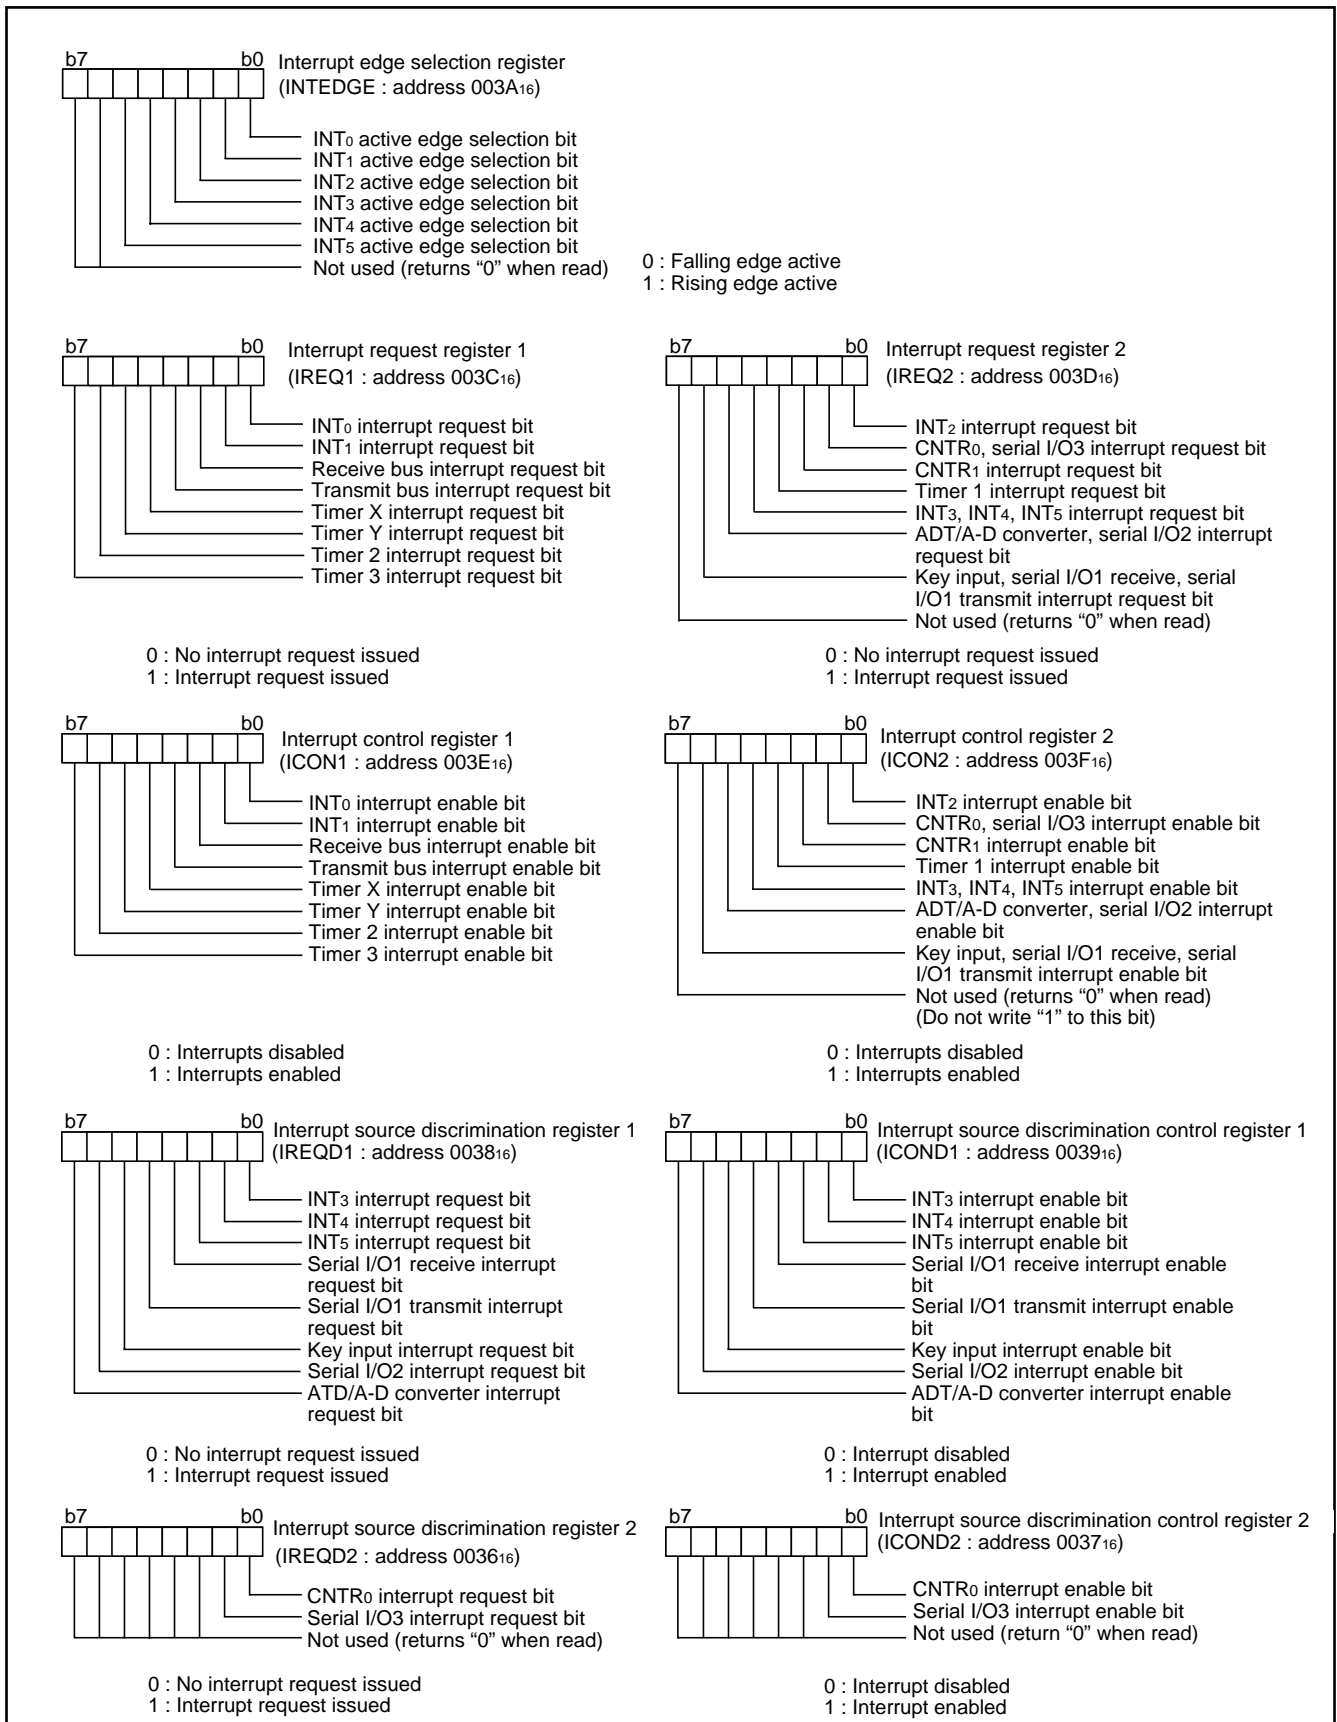 b7 b0 Interrupt edge selection register
(INTEDGE : address 003A16)
INT0 active edge selection bit
INT1 active edge selection bit
INT2 active edge selection bit
INT3 active edge selection bit
INT4 active edge selection bit
INT5 active edge selection bit
Not used (returns “0” when read)
0 : Falling edge active
1 : Rising edge active
b7 b0 Interrupt request register 1
(IREQ1 : address 003C16)
INT0 interrupt request bit
INT1 interrupt request bit
Receive bus interrupt request bit
Transmit bus interrupt request bit
Timer X interrupt request bit
Timer Y interrupt request bit
Timer 2 interrupt request bit
Timer 3 interrupt request bit
0 : No interrupt request issued
1 : Interrupt request issued
b7 b0 Interrupt request register 2
(IREQ2 : address 003D16)
INT2 interrupt request bit
CNTR0, serial I/O3 interrupt request bit
CNTR1 interrupt request bit
Timer 1 interrupt request bit
INT3, INT4, INT5 interrupt request bit
ADT/A-D converter, serial I/O2 interrupt
request bit
Key input, serial I/O1 receive, serial
I/O1 transmit interrupt request bit
Not used (returns “0” when read)
0 : No interrupt request issued
1 : Interrupt request issued
b7 b0 Interrupt control register 1
(ICON1 : address 003E16)
INT0 interrupt enable bit
INT1 interrupt enable bit
Receive bus interrupt enable bit
Transmit bus interrupt enable bit
Timer X interrupt enable bit
Timer Y interrupt enable bit
Timer 2 interrupt enable bit
Timer 3 interrupt enable bit
0 : Interrupts disabled
1 : Interrupts enabled
b7 b0 Interrupt control register 2
(ICON2 : address 003F16)
INT2 interrupt enable bit
CNTR0, serial I/O3 interrupt enable bit
CNTR1 interrupt enable bit
Timer 1 interrupt enable bit
INT3, INT4, INT5 interrupt enable bit
ADT/A-D converter, serial I/O2 interrupt
enable bit
Key input, serial I/O1 receive, serial
I/O1 transmit interrupt enable bit
Not used (returns “0” when read)
(Do not write “1” to this bit)
0 : Interrupts disabled
1 : Interrupts enabled
b7 b0 Interrupt source discrimination register 1
(IREQD1 : address 003816)
INT3 interrupt request bit
INT4 interrupt request bit
INT5 interrupt request bit
Serial I/O1 receive interrupt
request bit
Serial I/O1 transmit interrupt
request bit
Key input interrupt request bit
Serial I/O2 interrupt request bit
ATD/A-D converter interrupt
request bit
0 : No interrupt request issued
1 : Interrupt request issued
b7 b0 Interrupt source discrimination control register 1
(ICOND1 : address 003916)
INT3 interrupt enable bit
INT4 interrupt enable bit
INT5 interrupt enable bit
Serial I/O1 receive interrupt enable
bit
Serial I/O1 transmit interrupt enable
bit
Key input interrupt enable bit
Serial I/O2 interrupt enable bit
ADT/A-D converter interrupt enable
bit
0 : Interrupt disabled
1 : Interrupt enabled
b7 b0 Interrupt source discrimination register 2
(IREQD2 : address 003616)
CNTR0 interrupt request bit
Serial I/O3 interrupt request bit
Not used (returns “0” when read)
0 : No interrupt request issued
1 : Interrupt request issued
b7 b0 Interrupt source discrimination control register 2
(ICOND2 : address 003716)
CNTR0 interrupt enable bit
Serial I/O3 interrupt enable bit
Not used (return “0” when read)
0 : Interrupt disabled
1 : Interrupt enabled